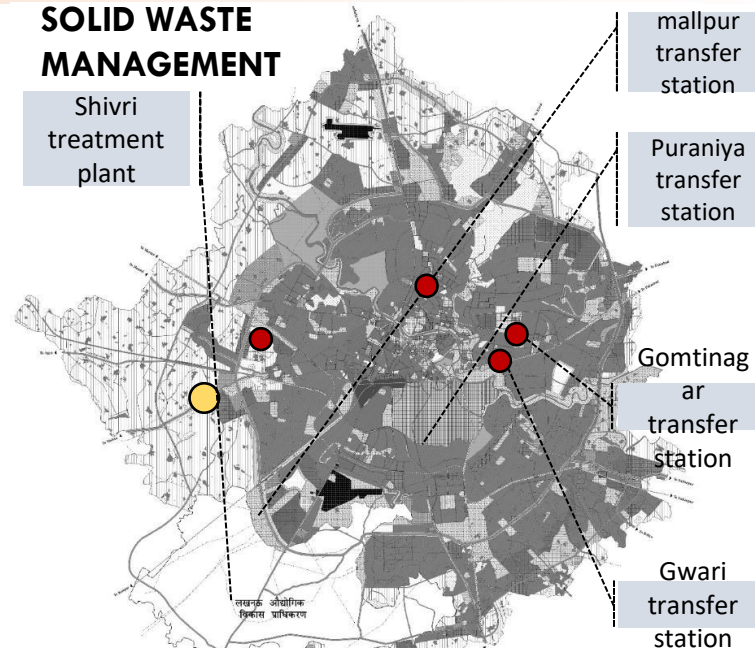 SOLID WASTE
MANAGEMENT
Shivri
treatment
plant
mallpur
transfer
station
Puraniya
transfer
station
Gomtinag
ar
transfer
station
Gwari
transfer
station
लखनऊ औद्योगिक
विकास प्राधिकरण